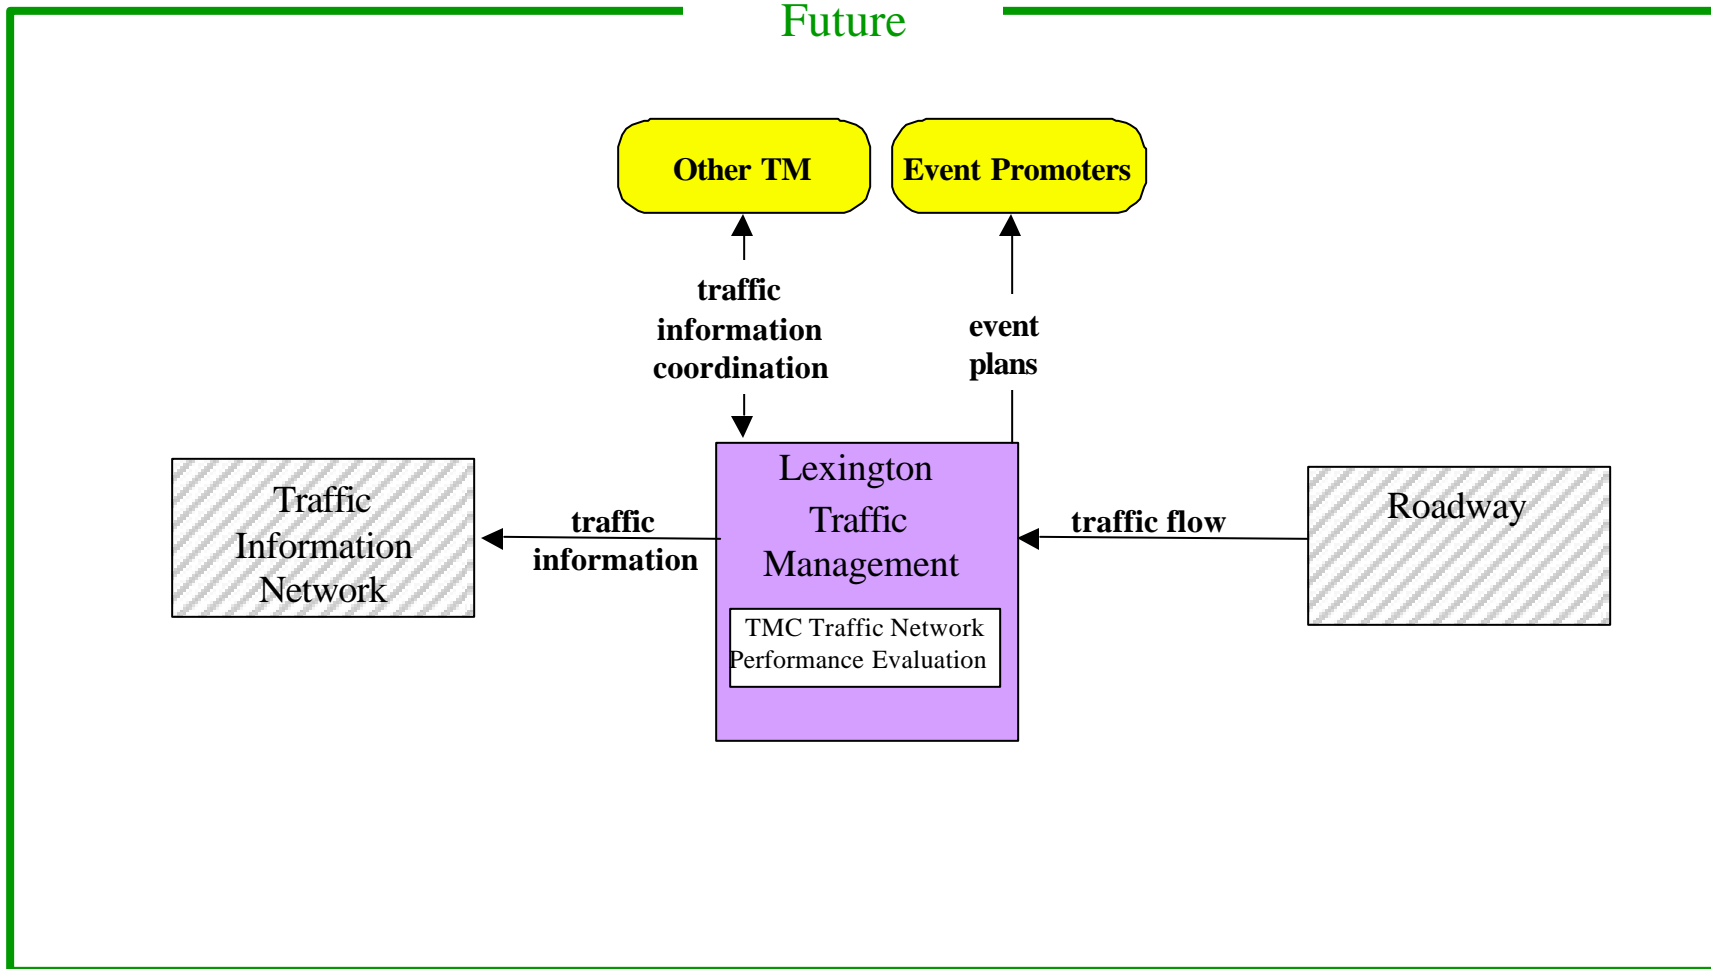 Future
Other TM
Event Promoters
traffic
information
coordination
event
plans
Traffic
Information
Network
traffic
information
Lexington
Traffic
Management
TMC Traffic Network
Performance Evaluation
traffic flow
Roadway